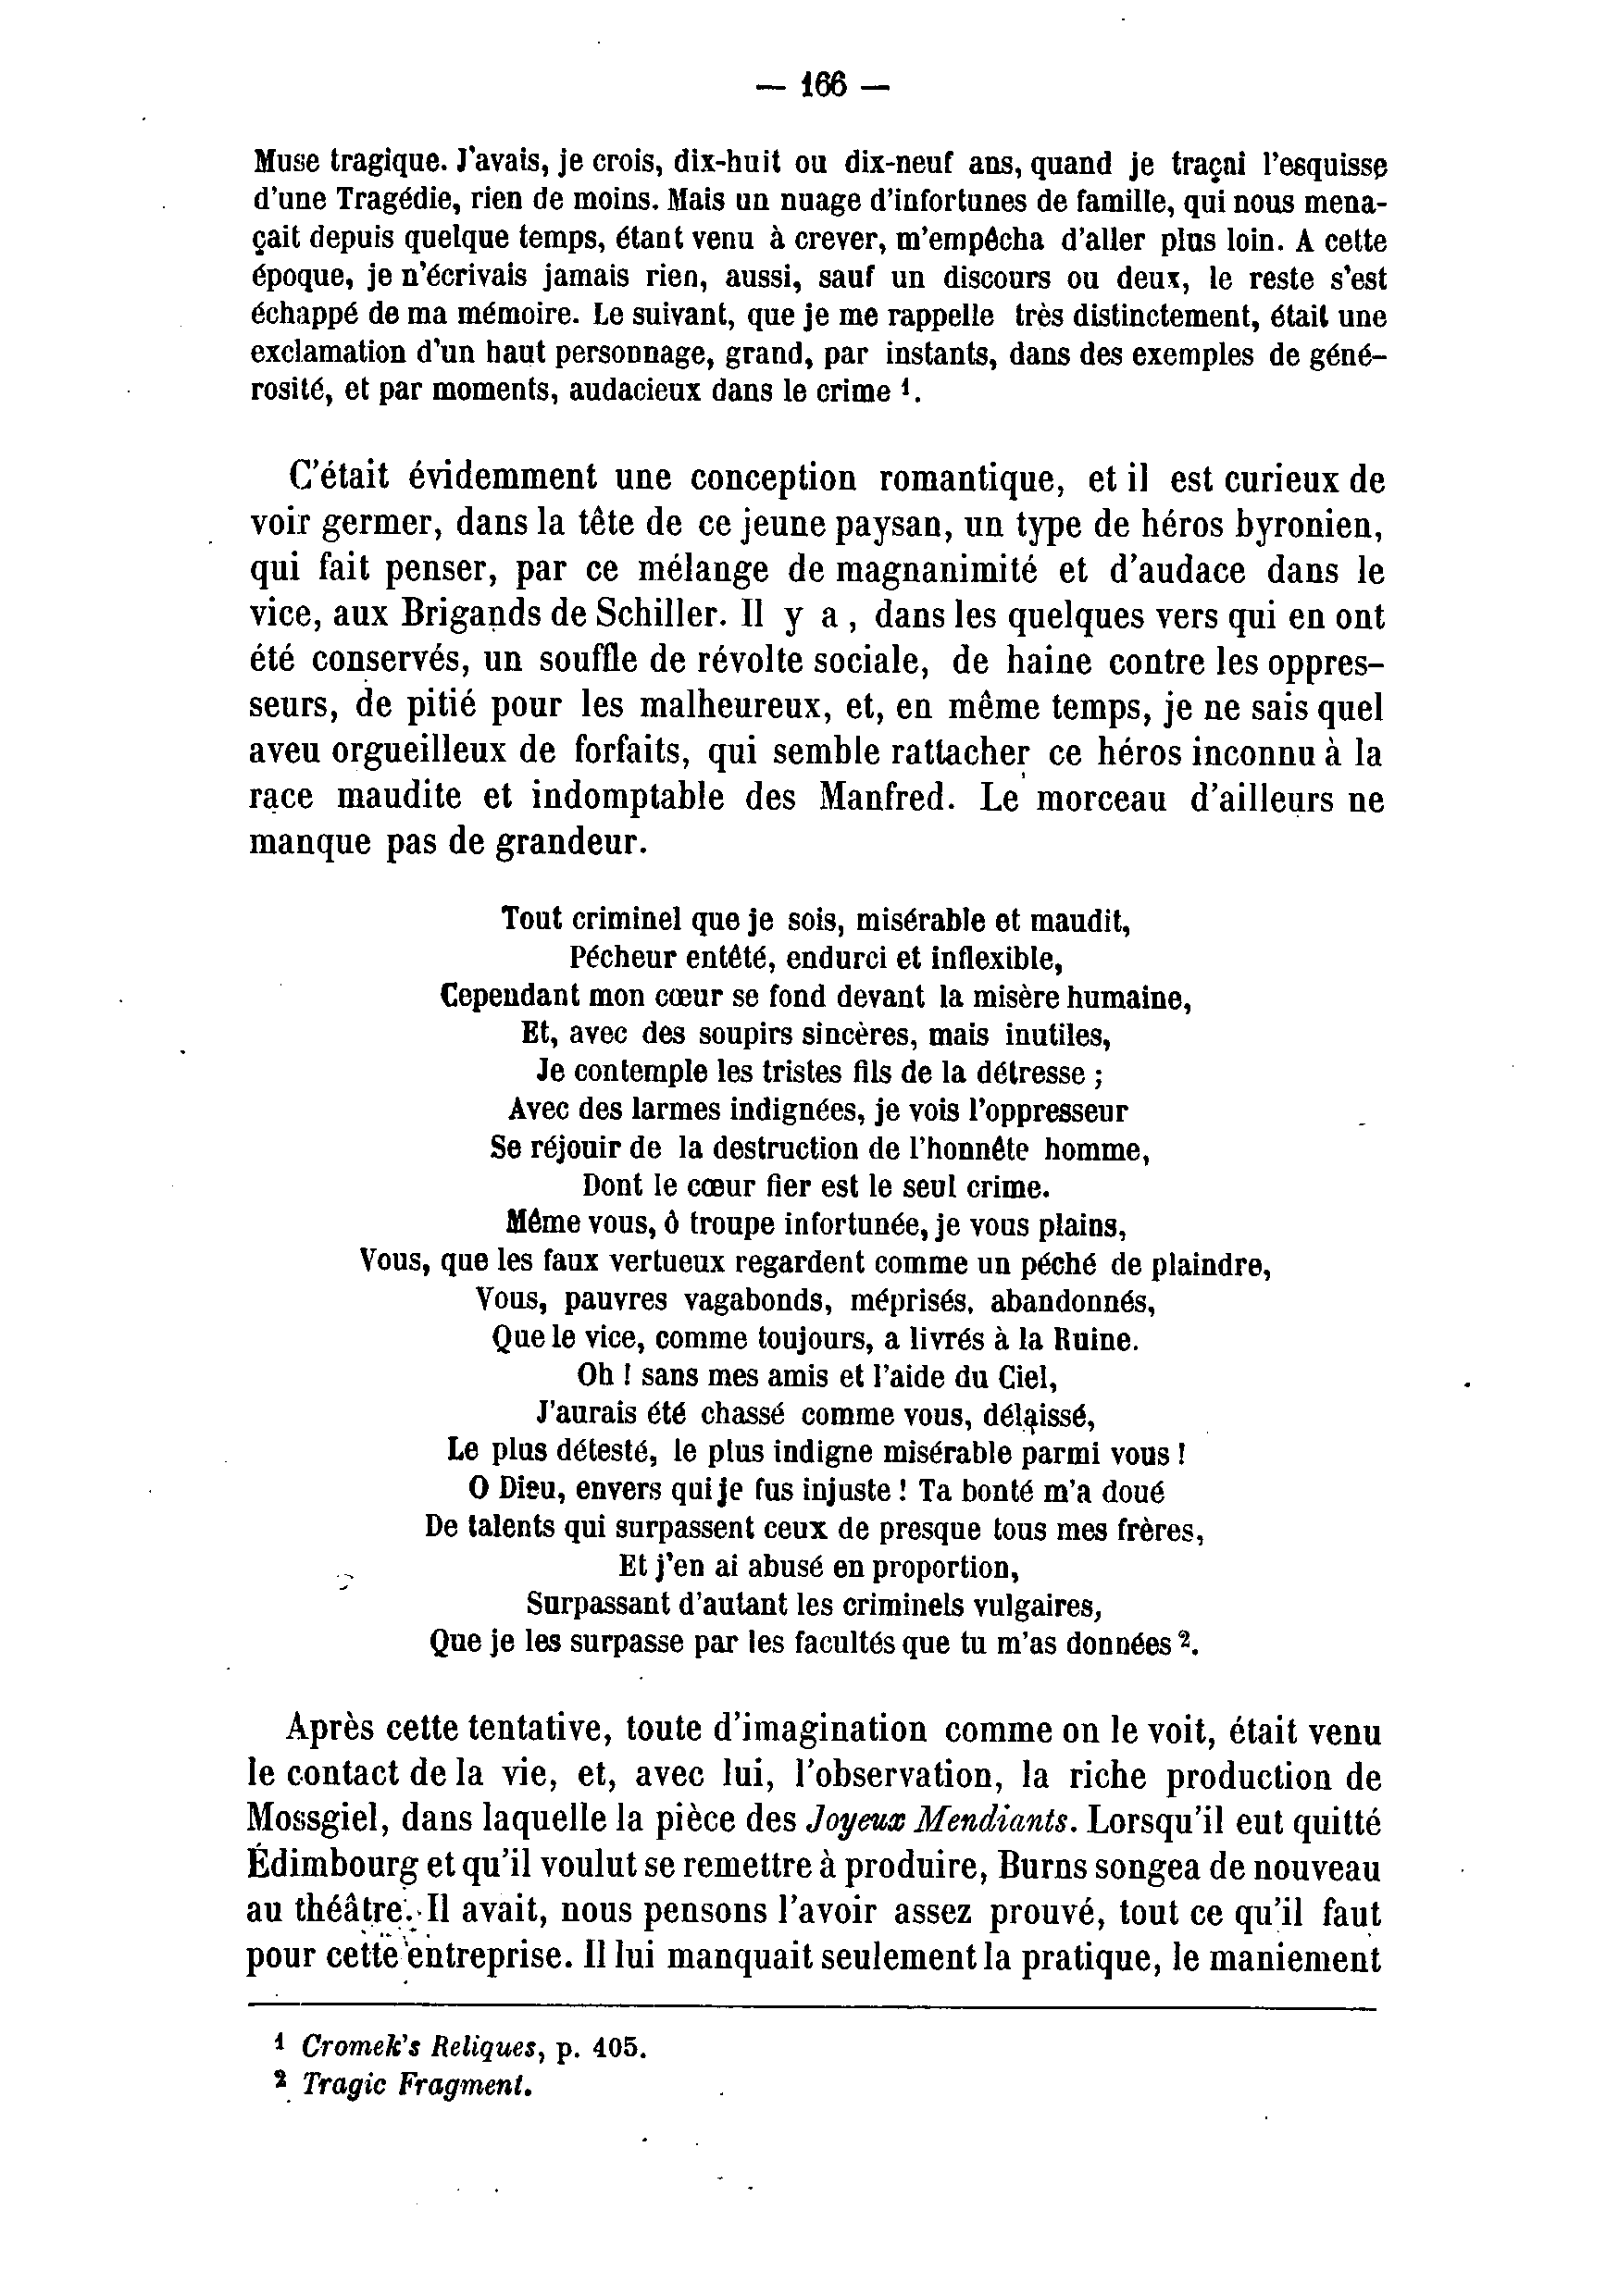 — 166 —
Muse tragique. J'avais, je crois, dix-huit ou dix-neuf ans, quand je traçai l'esquisse
d'une Tragédie, rien de moins. Mais un nuage d'infortunes de famille, qui nous mena-
çait depuis quelque temps, étant venu à crever, m'empêcha d'aller plus loin. A cette
époque, je n'écrivais jamais rien, aussi, sauf un discours ou deux, le reste s'est
échappé de ma mémoire. Le suivant, que je me rappelle très distinctement, était une
exclamation d'un haut personnage, grand, par instants, dans des exemples de géné-
rosité, et par moments, audacieux dans le crime ¹.
C'était évidemment une conception romantique, et il est curieux de
voir germer, dans la tête de ce jeune paysan, un type de héros byronien,
qui fait penser, par ce mélange de magnanimité et d'audace dans le
vice, aux Brigands de Schiller. Il y a , dans les quelques vers qui en ont
été conservés, un souffle de révolte sociale, de haine contre les oppres-
seurs, de pitié pour les malheureux, et, en même temps, je ne sais quel
aveu orgueilleux de forfaits, qui semble rattacher ce héros inconnu à la
race maudite et indomptable des Manfred. Le morceau d'ailleurs ne
manque pas de grandeur.
Tout criminel que je sois, misérable et maudit,
Pécheur entêté, endurci et inflexible,
Cependant mon cœur se fond devant la misère humaine,
Et, avec des soupirs sincères, mais inutiles,
Je contemple les tristes fils de la détresse ;
Avec des larmes indignées, je vois l'oppresseur
Se réjouir de la destruction de l'honnête homme,
Dont le cœur fier est le seul crime.
Même vous, ô troupe infortunée, je vous plains,
Vous, que les faux vertueux regardent comme un péché de plaindre,
Vous, pauvres vagabonds, méprisés, abandonnés,
Que le vice, comme toujours, a livrés à la Ruine.
Oh ! sans mes amis et l'aide du Ciel,
J'aurais été chassé comme vous, délaissé,
Le plus détesté, le plus indigne misérable parmi vous !
O Dieu, envers qui je fus injuste ! Ta bonté m'a doué
De talents qui surpassent ceux de presque tous mes frères,
Et j'en ai abusé en proportion,
Surpassant d'autant les criminels vulgaires,
Que je les surpasse par les facultés que tu m'as données ².
Après cette tentative, toute d'imagination comme on le voit, était venu
le contact de la vie, et, avec lui, l'observation, la riche production de
Mossgiel, dans laquelle la pièce des Joyeux Mendiants. Lorsqu'il eut quitté
Édimbourg et qu'il voulut se remettre à produire, Burns songea de nouveau
au théâtre. Il avait, nous pensons l'avoir assez prouvé, tout ce qu'il faut
pour cette entreprise. Il lui manquait seulement la pratique, le maniement
¹ Cromek's Reliques, p. 405.
² Tragic Fragment.